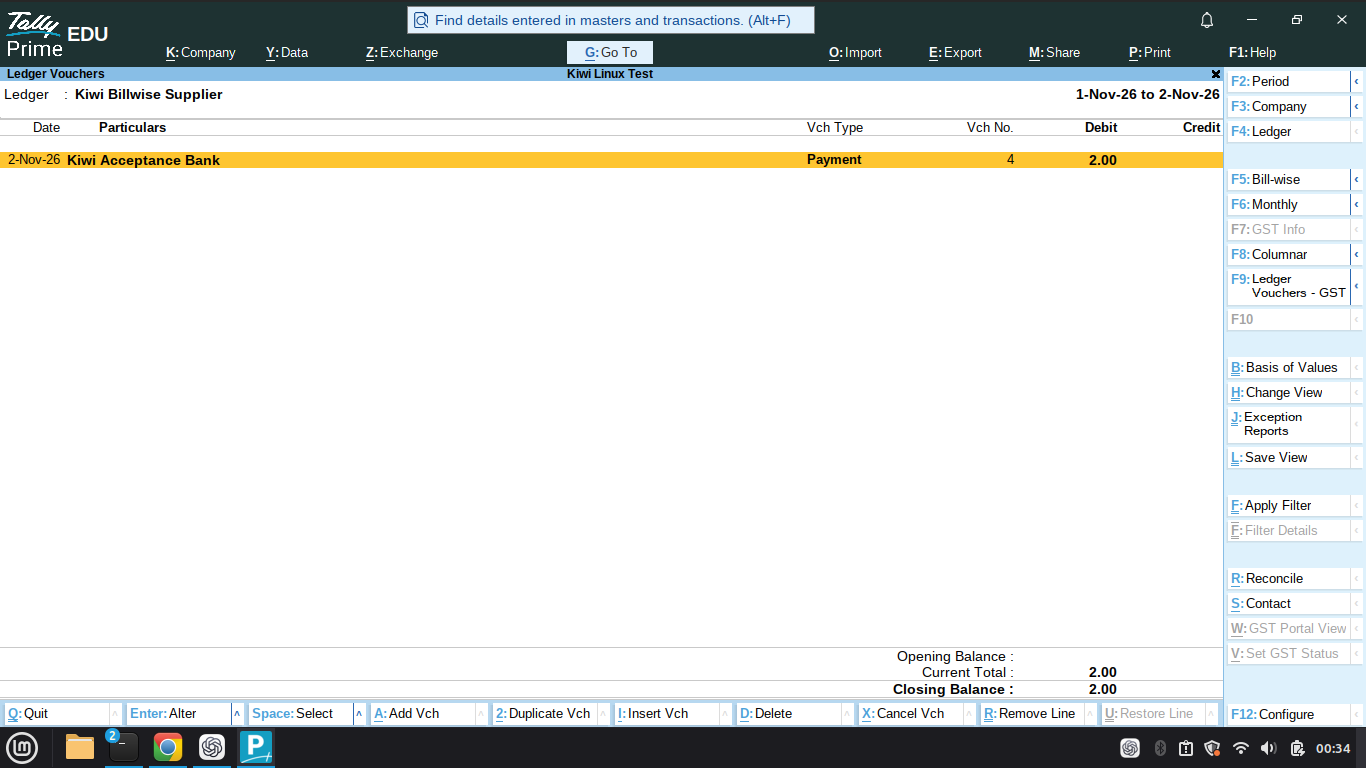 Tally Prime EDU
Find details entered in masters and transactions. (Alt+F)
K:Company Y:Data Z:Exchange G:Go To O:Import E:Export M:Share P:Print F1:Help
Ledger Vouchers Kiwi Linux Test
Ledger : Kiwi Billwise Supplier 1-Nov-26 to 2-Nov-26
Date Particulars Vch Type Vch No. Debit Credit
2-Nov-26 Kiwi Acceptance Bank Payment 4 2.00
Opening Balance :
Current Total : 2.00
Closing Balance : 2.00
F2: Period
F3: Company
F4: Ledger
F5: Bill-wise
F6: Monthly
F7: GST Info
F8: Columnar
F9: Ledger
Vouchers - GST
F10
B: Basis of Values
H: Change View
J: Exception
Reports
L: Save View
F: Apply Filter
F: Filter Details
R: Reconcile
S: Contact
W: GST Portal View
V: Set GST Status
F12: Configure
Q: Quit Enter: Alter Space: Select A: Add Vch 2: Duplicate Vch I: Insert Vch D: Delete X: Cancel Vch R: Remove Line U: Restore Line
2
P
00:34